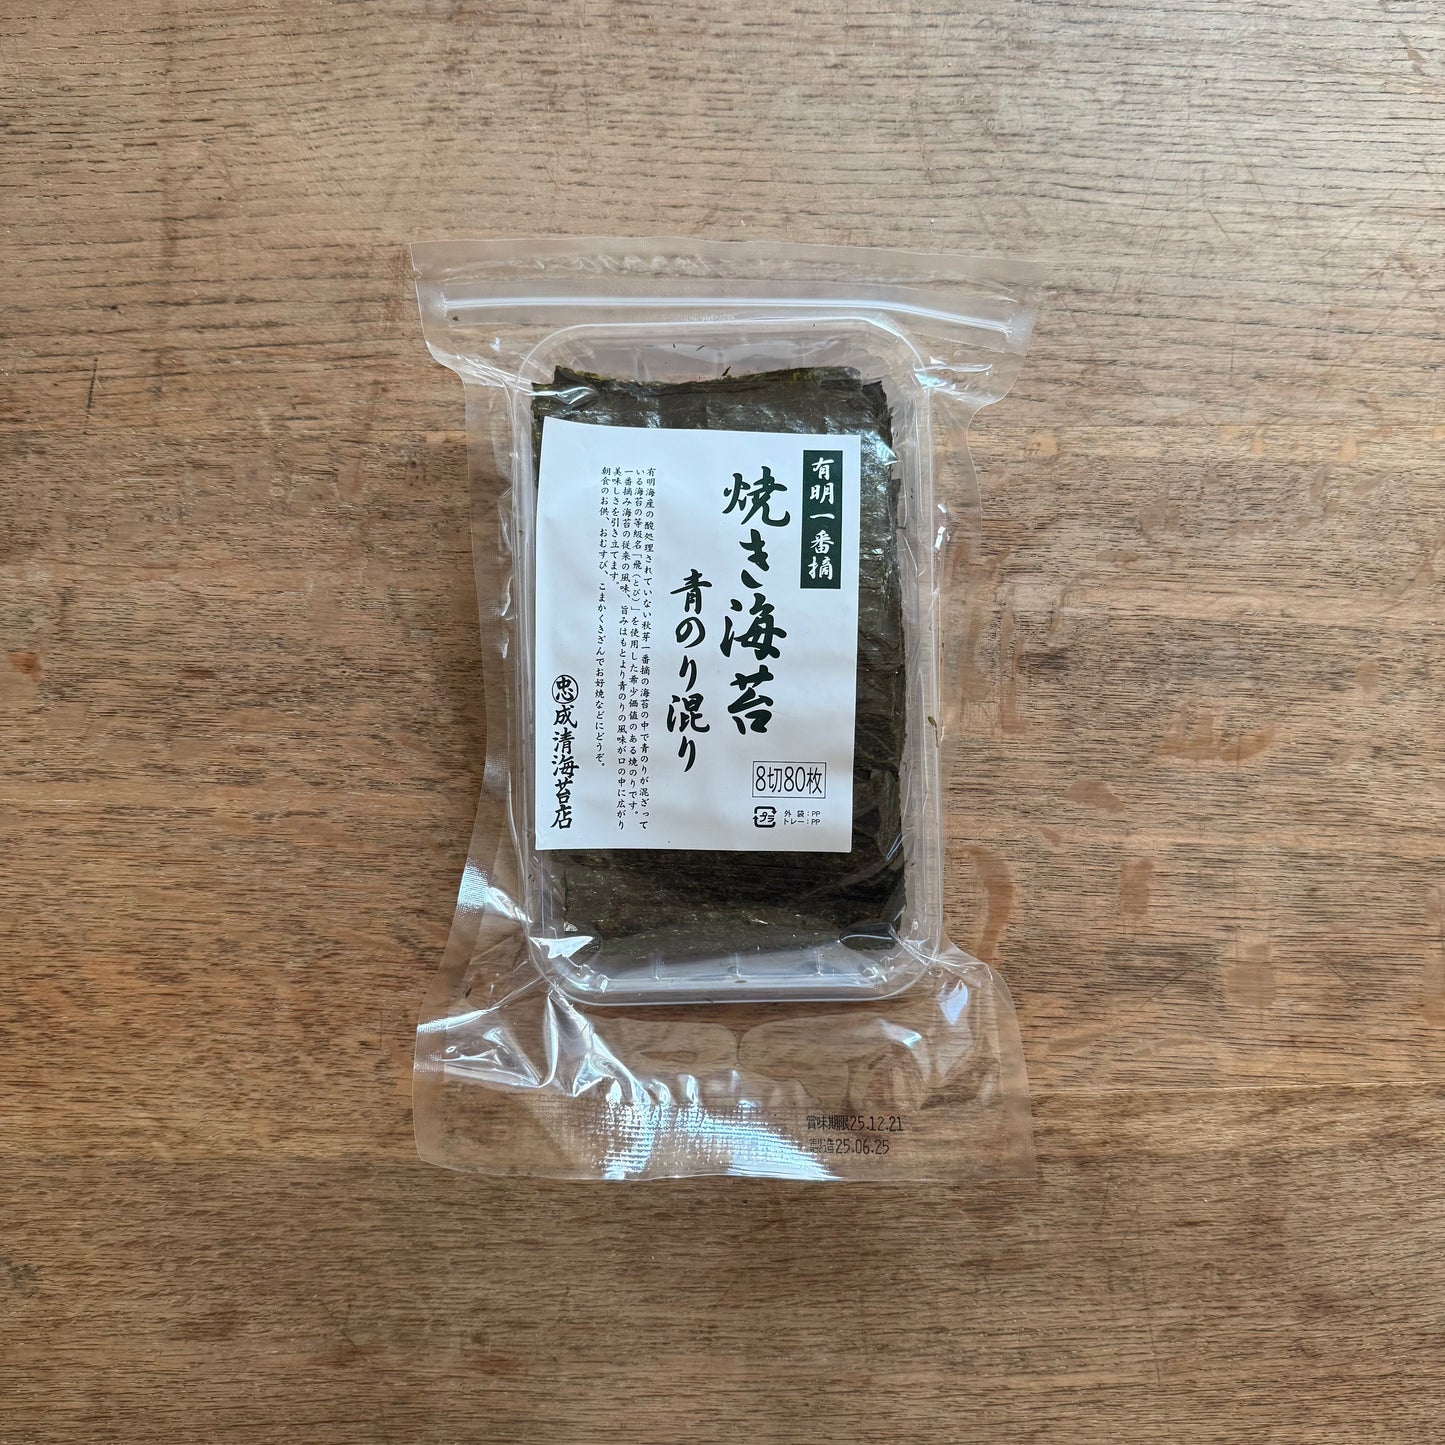 有明一番摘
焼き海苔
青のり混り
8切80枚
プラ
外袋：PP
トレー：PP
有明海産の酸処理されていない秋芽一番摘の海苔の中で青のりが混ざって
いる海苔の等級名「飛（とび）」を使用した希少価値のある焼のりです。
一番摘み海苔の従来の風味、旨みはもとより青のりの風味が口の中に広がり
美味しさを引き立てます。
朝食のお供、おむすび、こまかくきざんでお好焼などにどうぞ。
忠 成清海苔店
賞味期限25.12.21
製造25.06.25